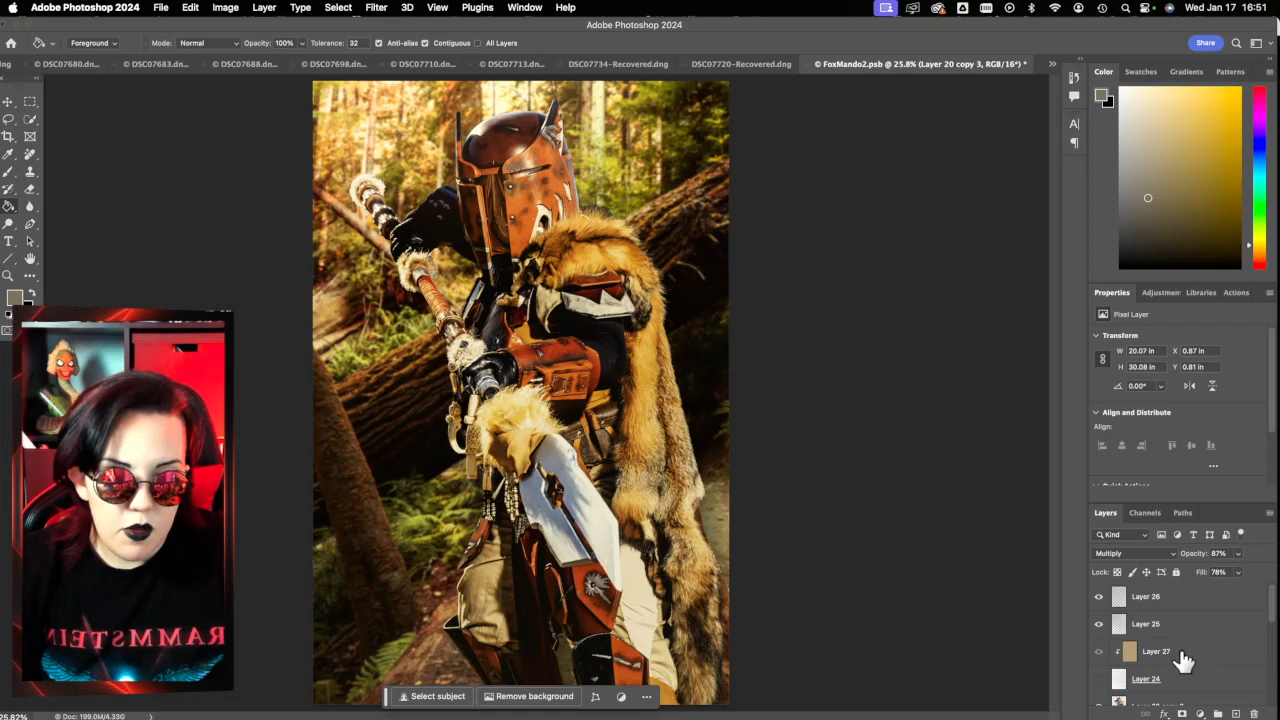 Adobe Photoshop 2024 File Edit Image Layer Type Select Filter 3D View Plugins Window Help Wed Jan 17 16:51
Adobe Photoshop 2024
Foreground Mode: Normal Opacity: 100% Tolerance: 32 Anti-alias Contiguous All Layers Share
DSC07680.dn... © DSC07683.dn... © DSC07688.dn... © DSC07698.dn... © DSC07710.dn... © DSC07713.dn... DSC07734-Recovered.dng DSC07720-Recovered.dng © FoxMando2.psb @ 25.8% (Layer 20 copy 3, RGB/16*) *
Color Swatches Gradients Patterns
Properties Adjustmen Libraries Actions
Pixel Layer
Transform
W 20.07 in X 0.87 in
H 30.08 in Y 0.81 in
0.00°
Align and Distribute
Align:
Layers Channels Paths
Kind
Multiply Opacity: 87%
Lock: Fill: 78%
Layer 26
Layer 25
Layer 27
Layer 24
RAMMSTEIN
Select subject Remove background
25.82% Doc: 199.0M/4.33G